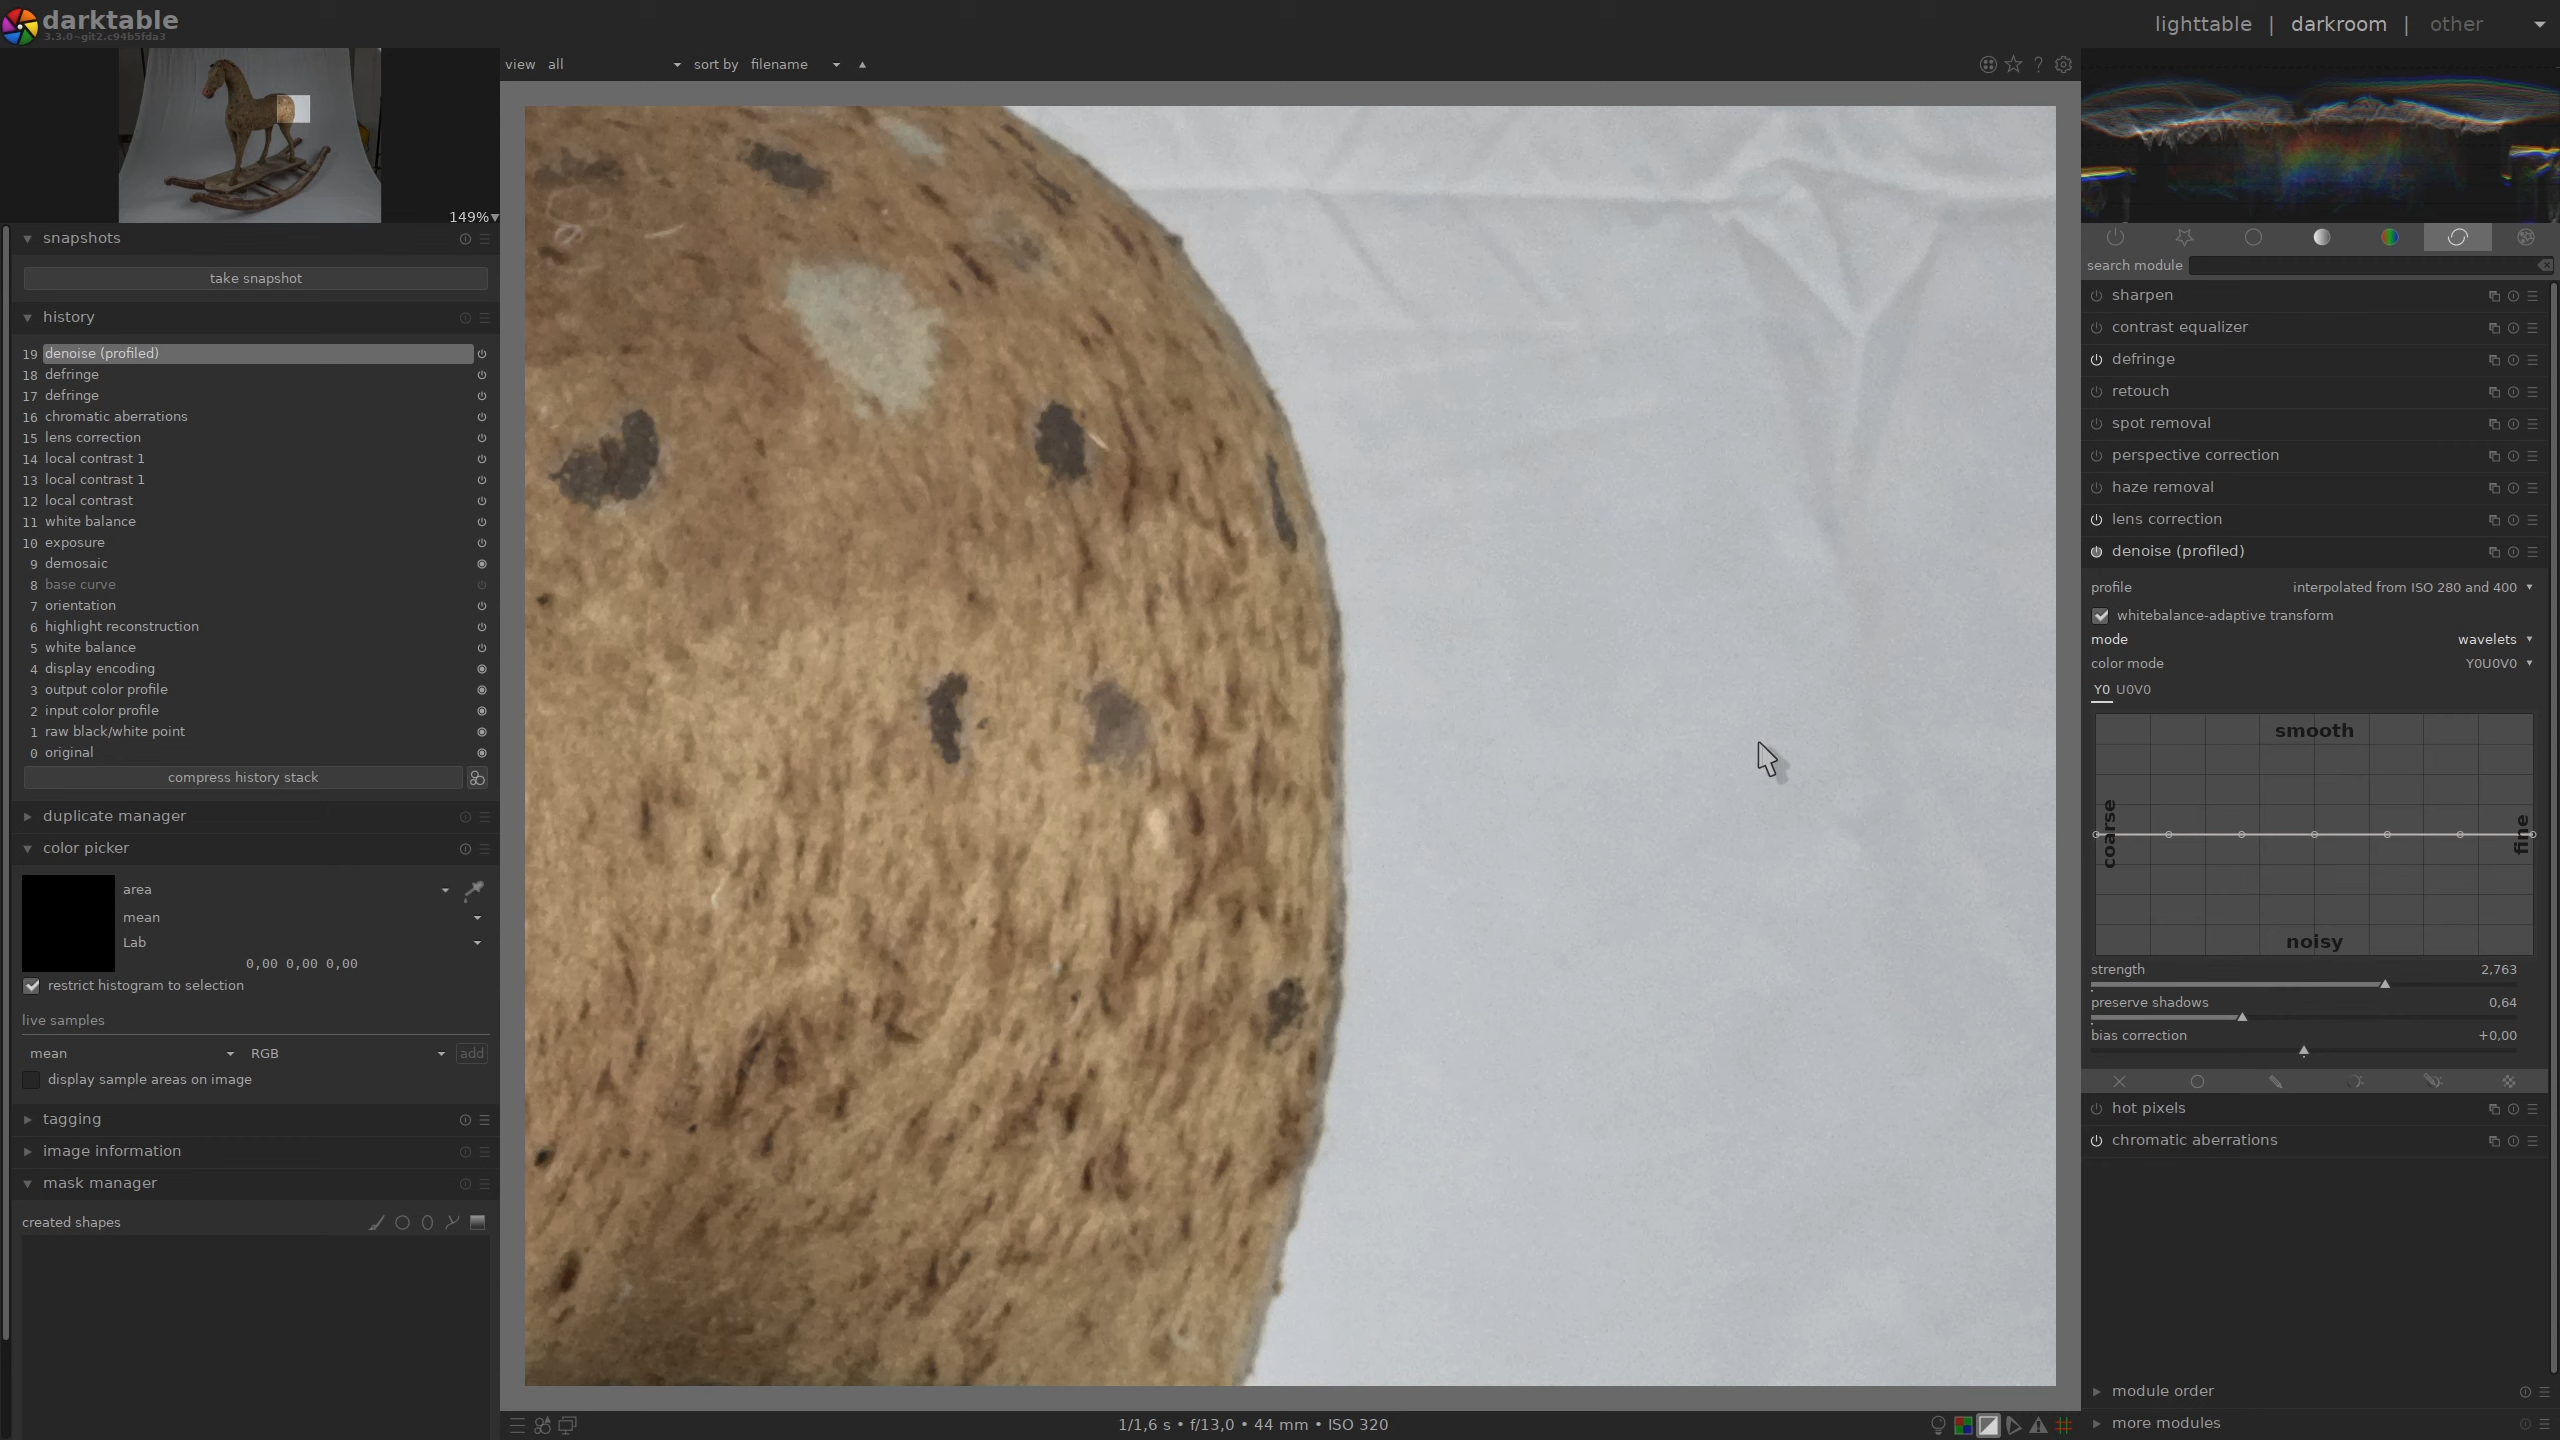 darktable
3.3.0~git2.c94b5fda3
lighttable | darkroom | other
view all sort by filename
149%
snapshots
take snapshot
history
19 denoise (profiled)
18 defringe
17 defringe
16 chromatic aberrations
15 lens correction
14 local contrast 1
13 local contrast 1
12 local contrast
11 white balance
10 exposure
9 demosaic
8 base curve
7 orientation
6 highlight reconstruction
5 white balance
4 display encoding
3 output color profile
2 input color profile
1 raw black/white point
0 original
compress history stack
duplicate manager
color picker
area
mean
Lab
0,00 0,00 0,00
restrict histogram to selection
live samples
mean RGB add
display sample areas on image
tagging
image information
mask manager
created shapes
1/1,6 s • f/13,0 • 44 mm • ISO 320
search module
sharpen
contrast equalizer
defringe
retouch
spot removal
perspective correction
haze removal
lens correction
denoise (profiled)
profile interpolated from ISO 280 and 400
whitebalance-adaptive transform
mode wavelets
color mode Y0U0V0
Y0 U0V0
smooth
coarse
fine
noisy
strength 2,763
preserve shadows 0,64
bias correction +0,00
hot pixels
chromatic aberrations
module order
more modules